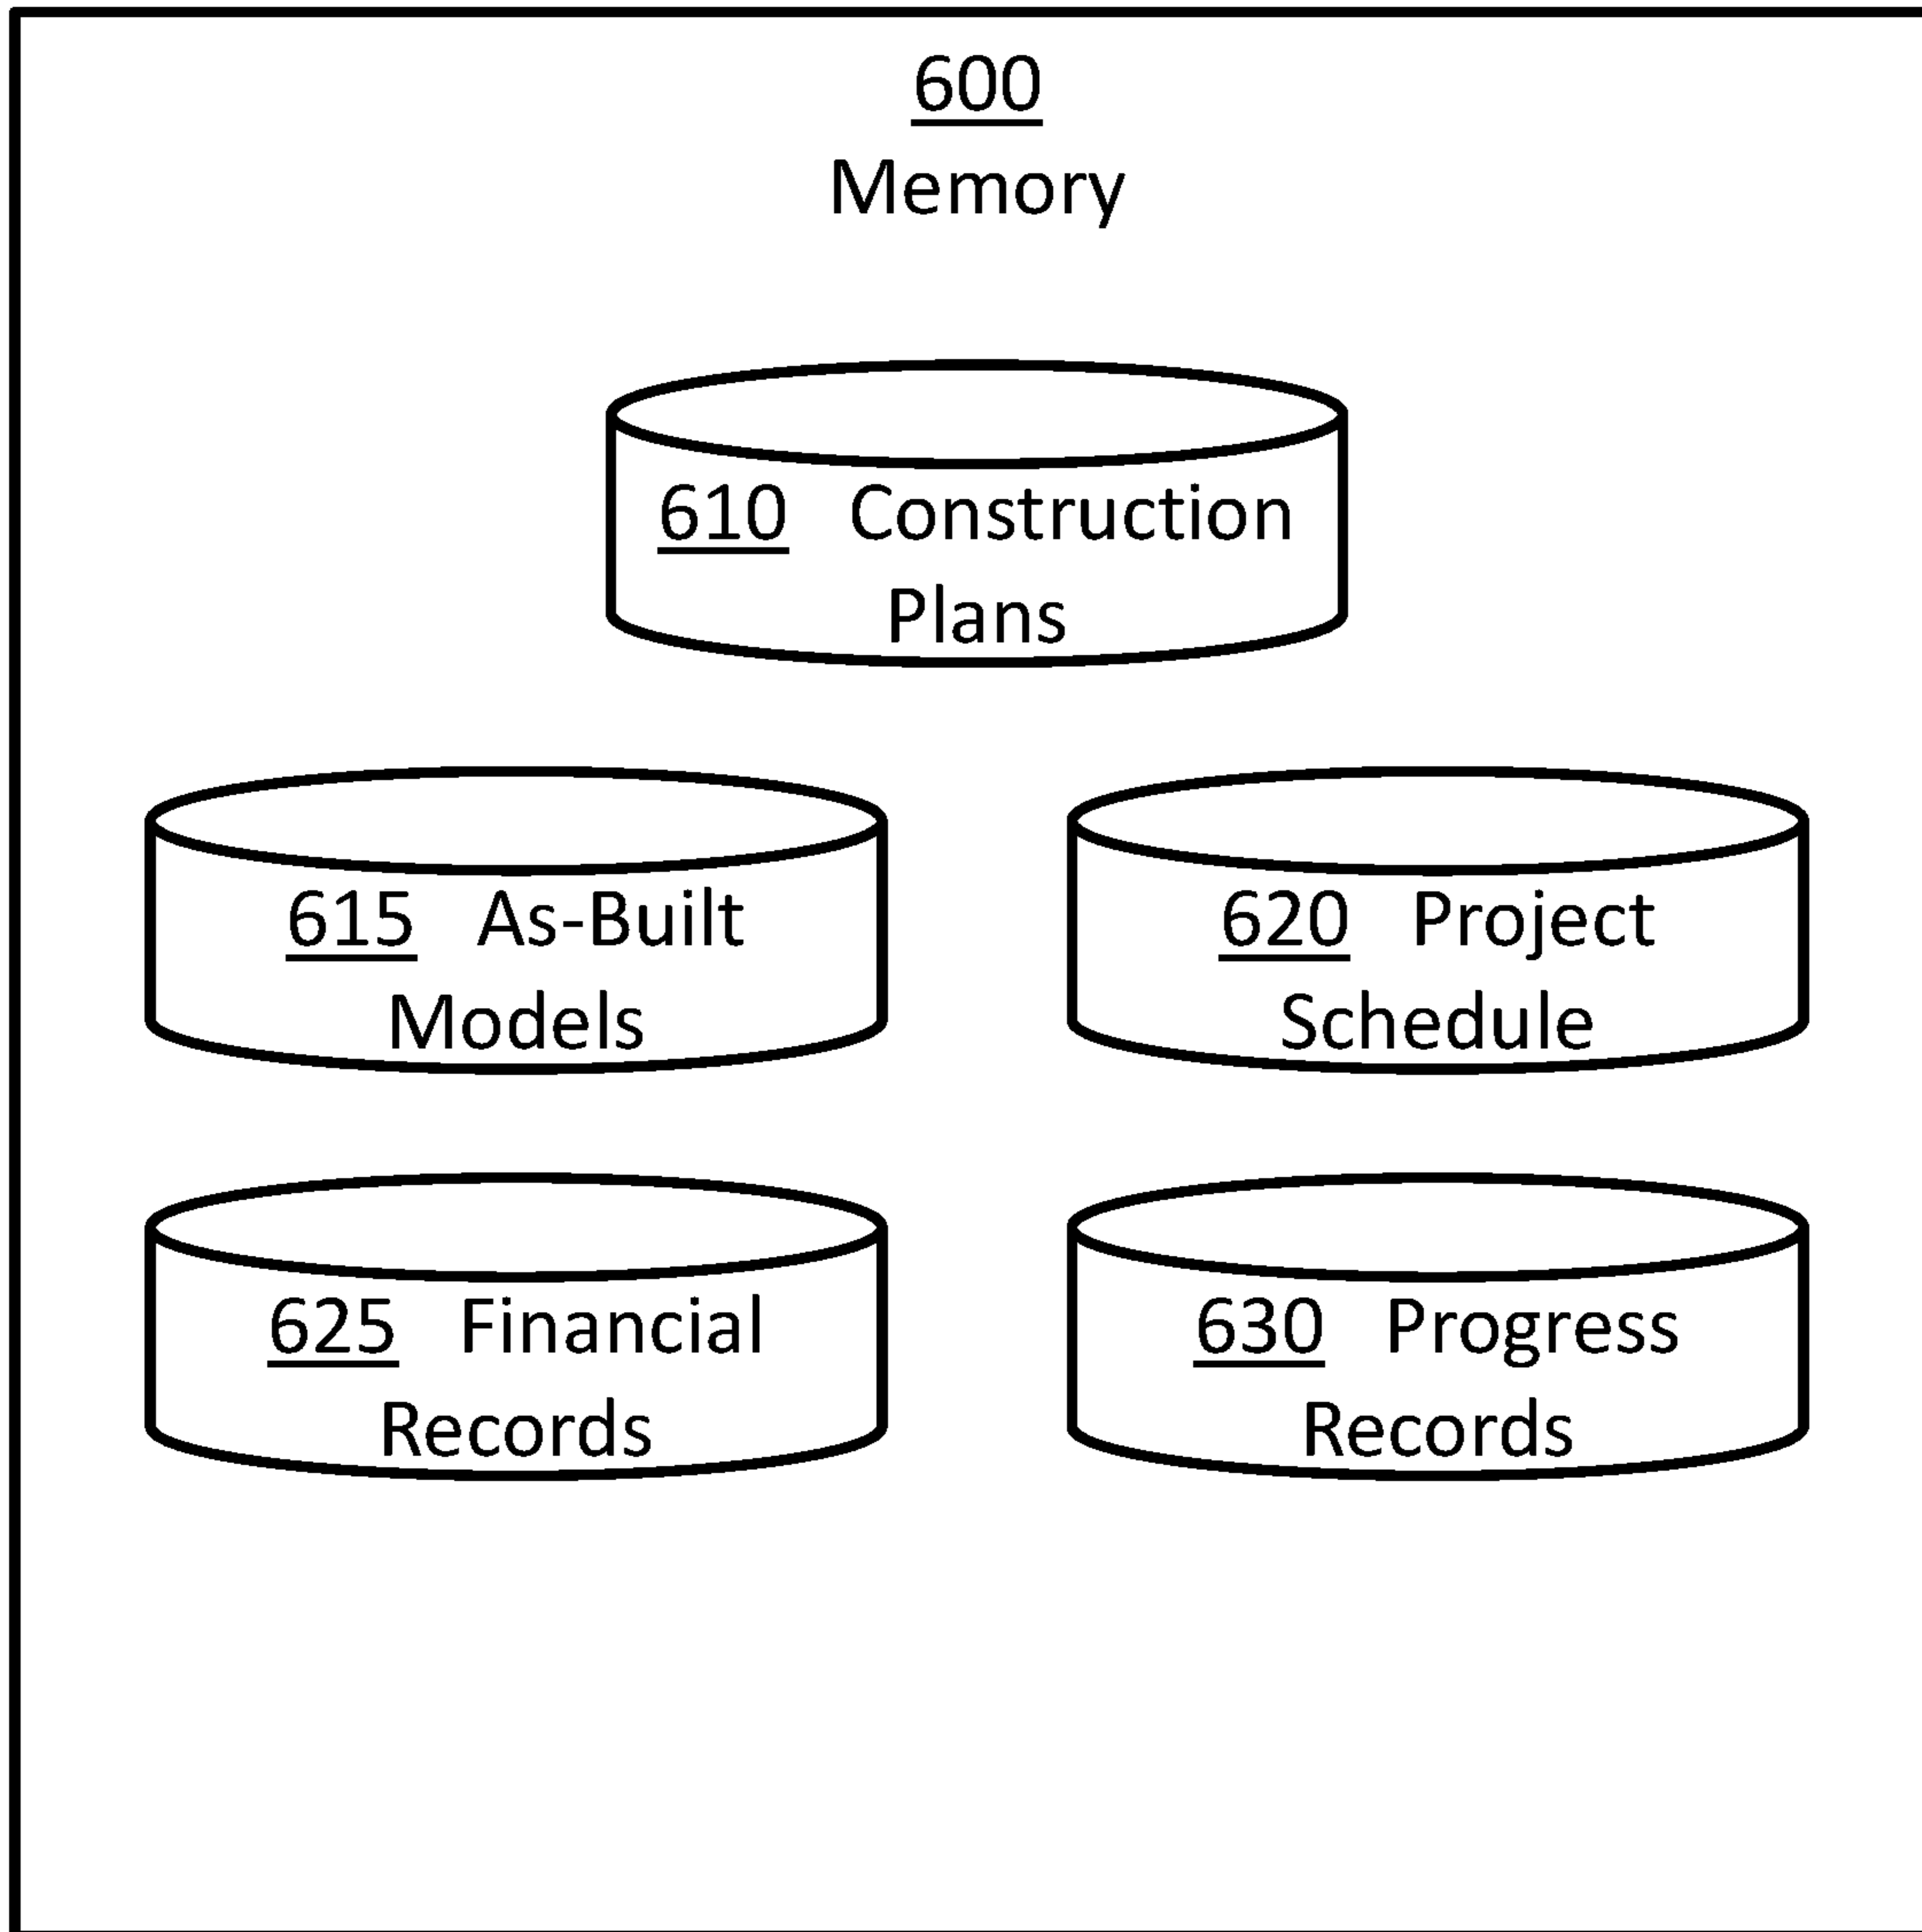 600
Memory
610 Construction
Plans
615 As-Built
Models
620 Project
Schedule
625 Financial
Records
630 Progress
Records